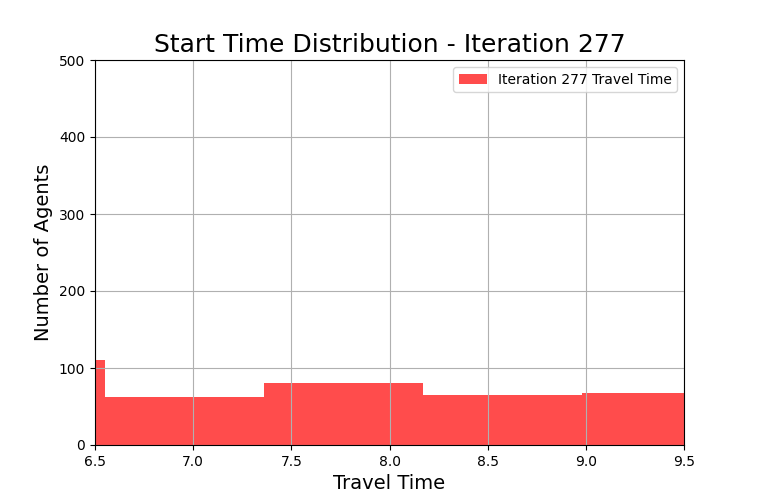 Start Time Distribution - Iteration 277
Iteration 277 Travel Time
Number of Agents
500
400
300
200
100
0
6.5 7.0 7.5 8.0 8.5 9.0 9.5
Travel Time